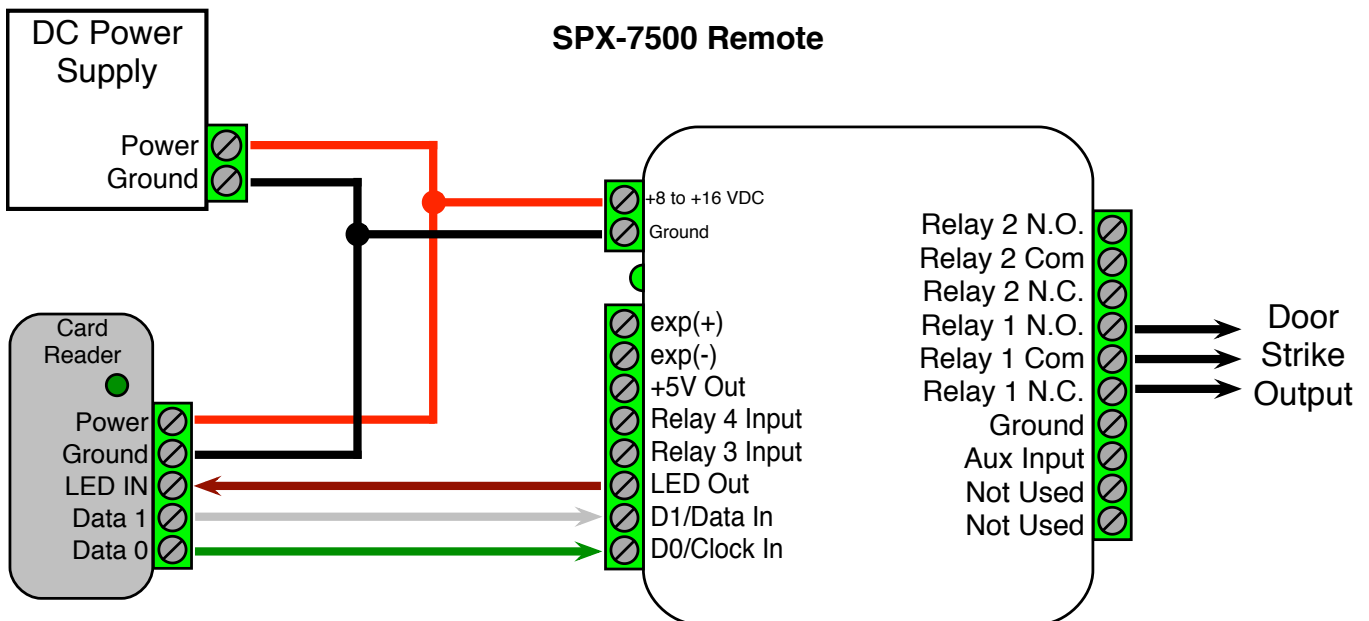 DC Power
Supply
Power
Ground
SPX-7500 Remote
+8 to +16 VDC
Ground
Card
Reader
Power
Ground
LED IN
Data 1
Data 0
exp(+)
exp(-)
+5V Out
Relay 4 Input
Relay 3 Input
LED Out
D1/Data In
D0/Clock In
Relay 2 N.O.
Relay 2 Com
Relay 2 N.C.
Relay 1 N.O.
Relay 1 Com
Relay 1 N.C.
Ground
Aux Input
Not Used
Not Used
Door
Strike
Output